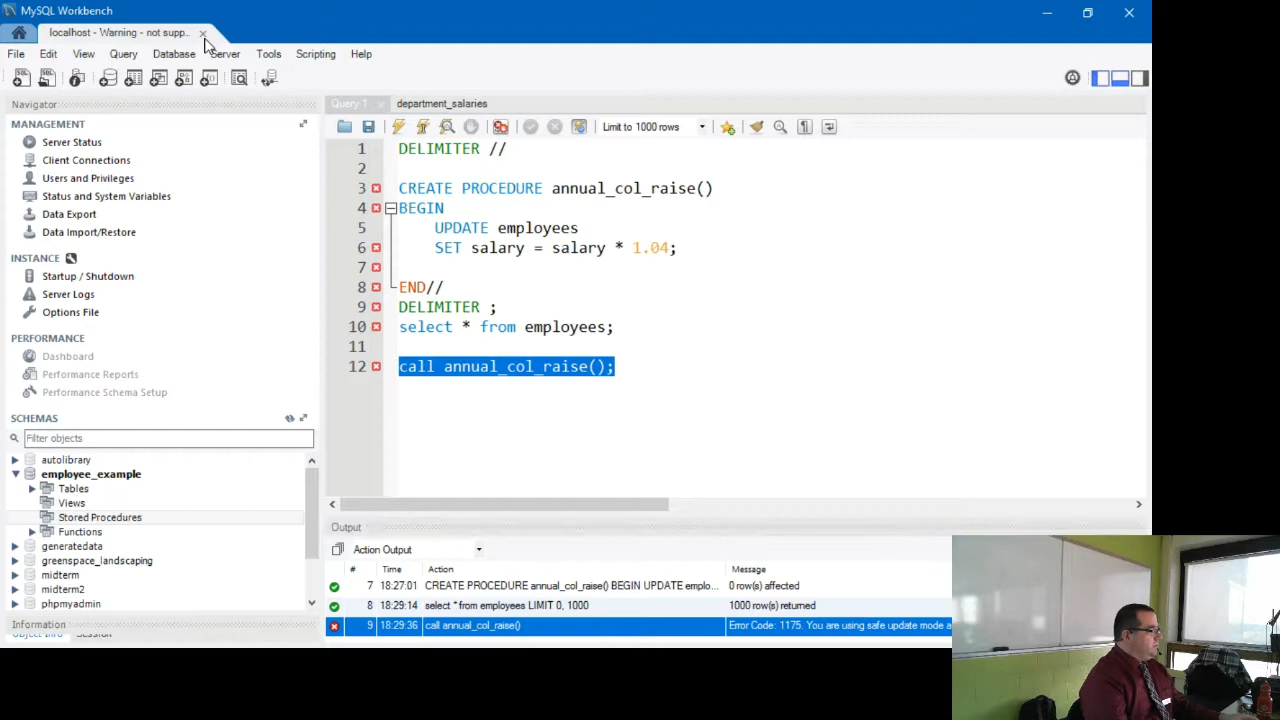 MySQL Workbench
localhost - Warning - not supp..
File Edit View Query Database Server Tools Scripting Help
Navigator
Query 1
department_salaries
MANAGEMENT
Limit to 1000 rows
Server Status
Client Connections
Users and Privileges
Status and System Variables
Data Export
Data Import/Restore
INSTANCE
Startup / Shutdown
Server Logs
Options File
PERFORMANCE
Dashboard
Performance Reports
Performance Schema Setup
SCHEMAS
Filter objects
autolibrary
employee_example
Tables
Views
Stored Procedures
Functions
generatedata
greenspace_landscaping
midterm
midterm2
phpmyadmin
Information
Object Info Session
1 DELIMITER //
2
3 CREATE PROCEDURE annual_col_raise()
4 BEGIN
5 UPDATE employees
6 SET salary = salary * 1.04;
7
8 END//
9 DELIMITER ;
10 select * from employees;
11
12 call annual_col_raise();
Output
Action Output
# Time Action Message
7 18:27:01 CREATE PROCEDURE annual_col_raise() BEGIN UPDATE emplo... 0 row(s) affected
8 18:29:14 select * from employees LIMIT 0, 1000 1000 row(s) returned
9 18:29:36 call annual_col_raise() Error Code: 1175. You are using safe update mode a